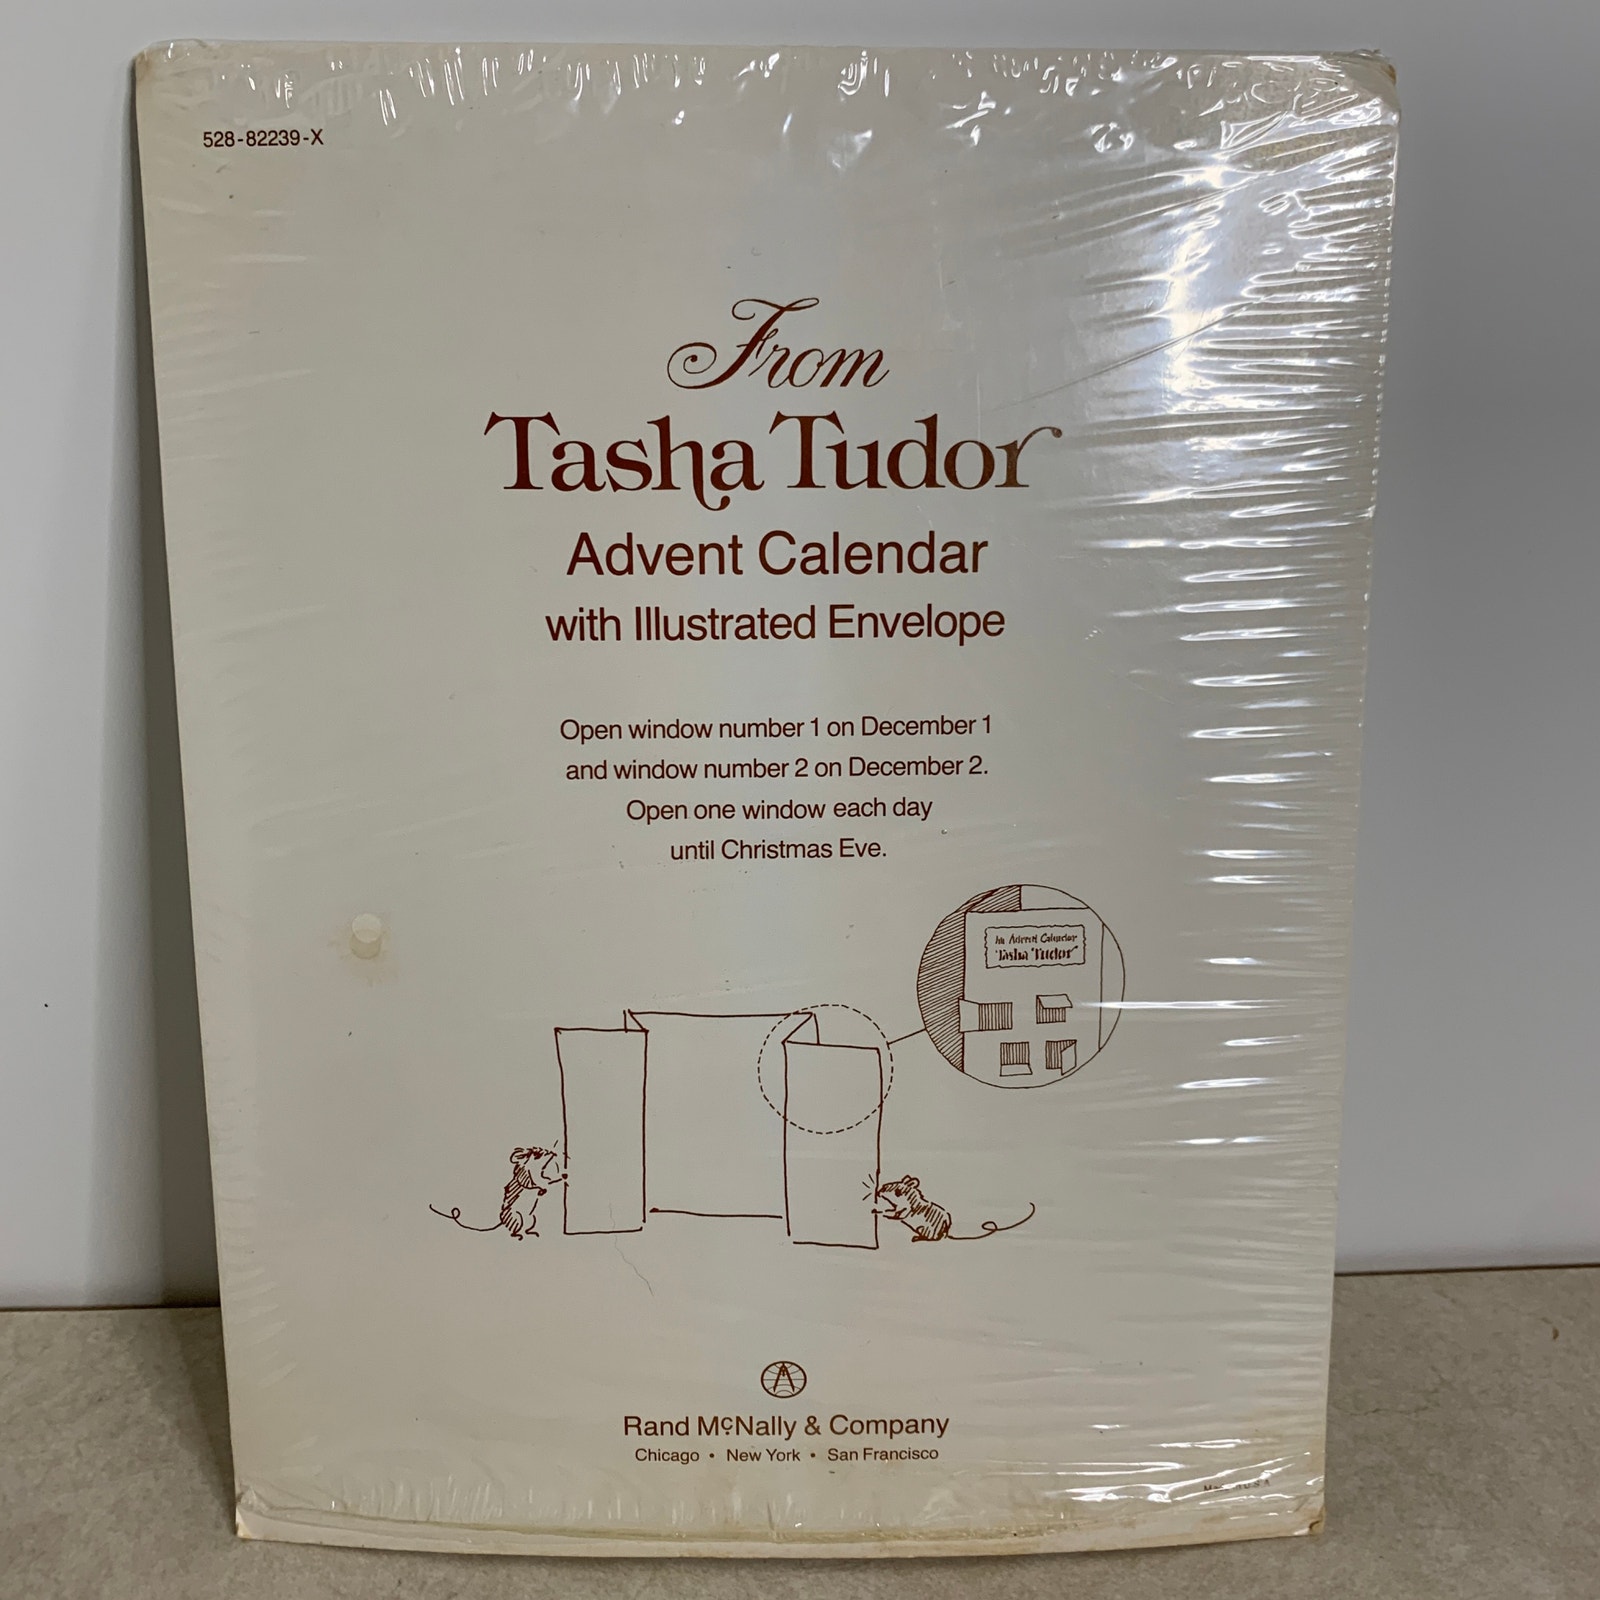 528-82239-X
From
Tasha Tudor
Advent Calendar
with Illustrated Envelope
Open window number 1 on December 1
and window number 2 on December 2.
Open one window each day
until Christmas Eve.
An Advent Calendar
Tasha Tudor
Rand McNally & Company
Chicago • New York • San Francisco
U S A